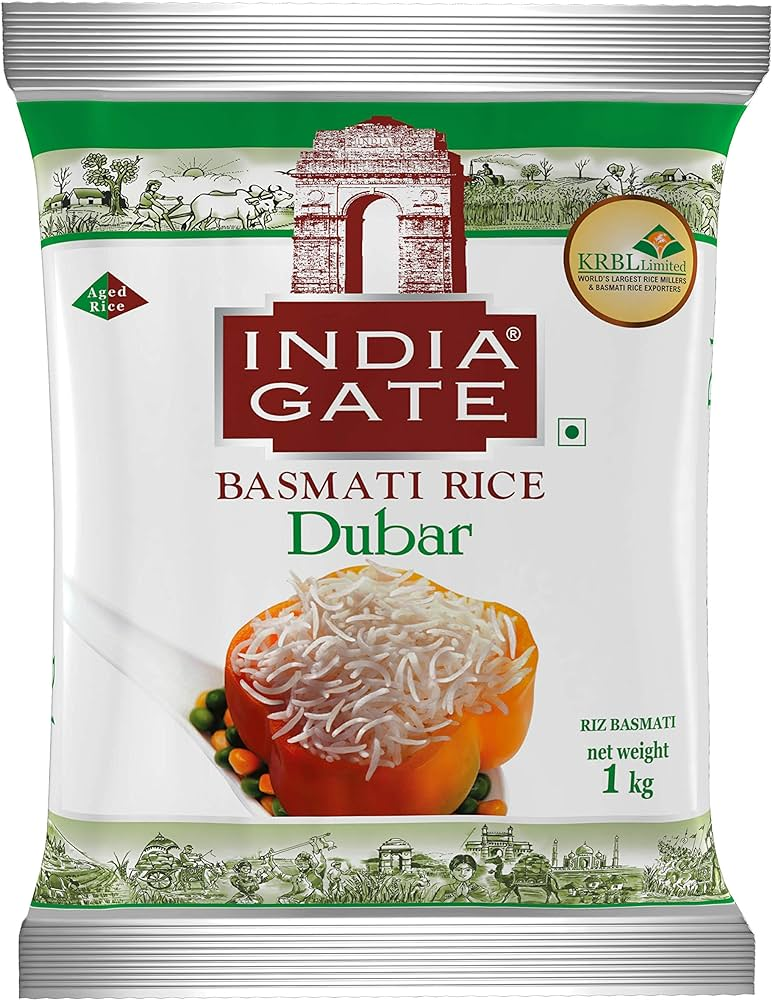 INDIA
KRBL Limited
WORLD'S LARGEST RICE MILLERS
& BASMATI RICE EXPORTERS
Aged
Rice
INDIA®
GATE
BASMATI RICE
Dubar
RIZ BASMATI
net weight
1 kg